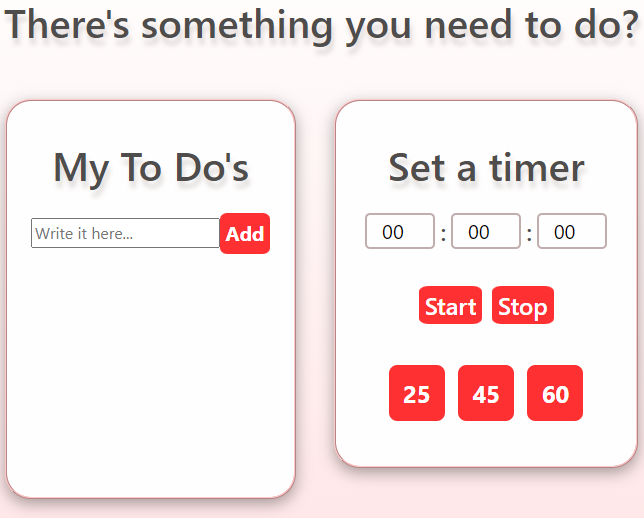 There's something you need to do?
My To Do's
Write it here...
Add
Set a timer
00 : 00 : 00
Start Stop
25 45 60